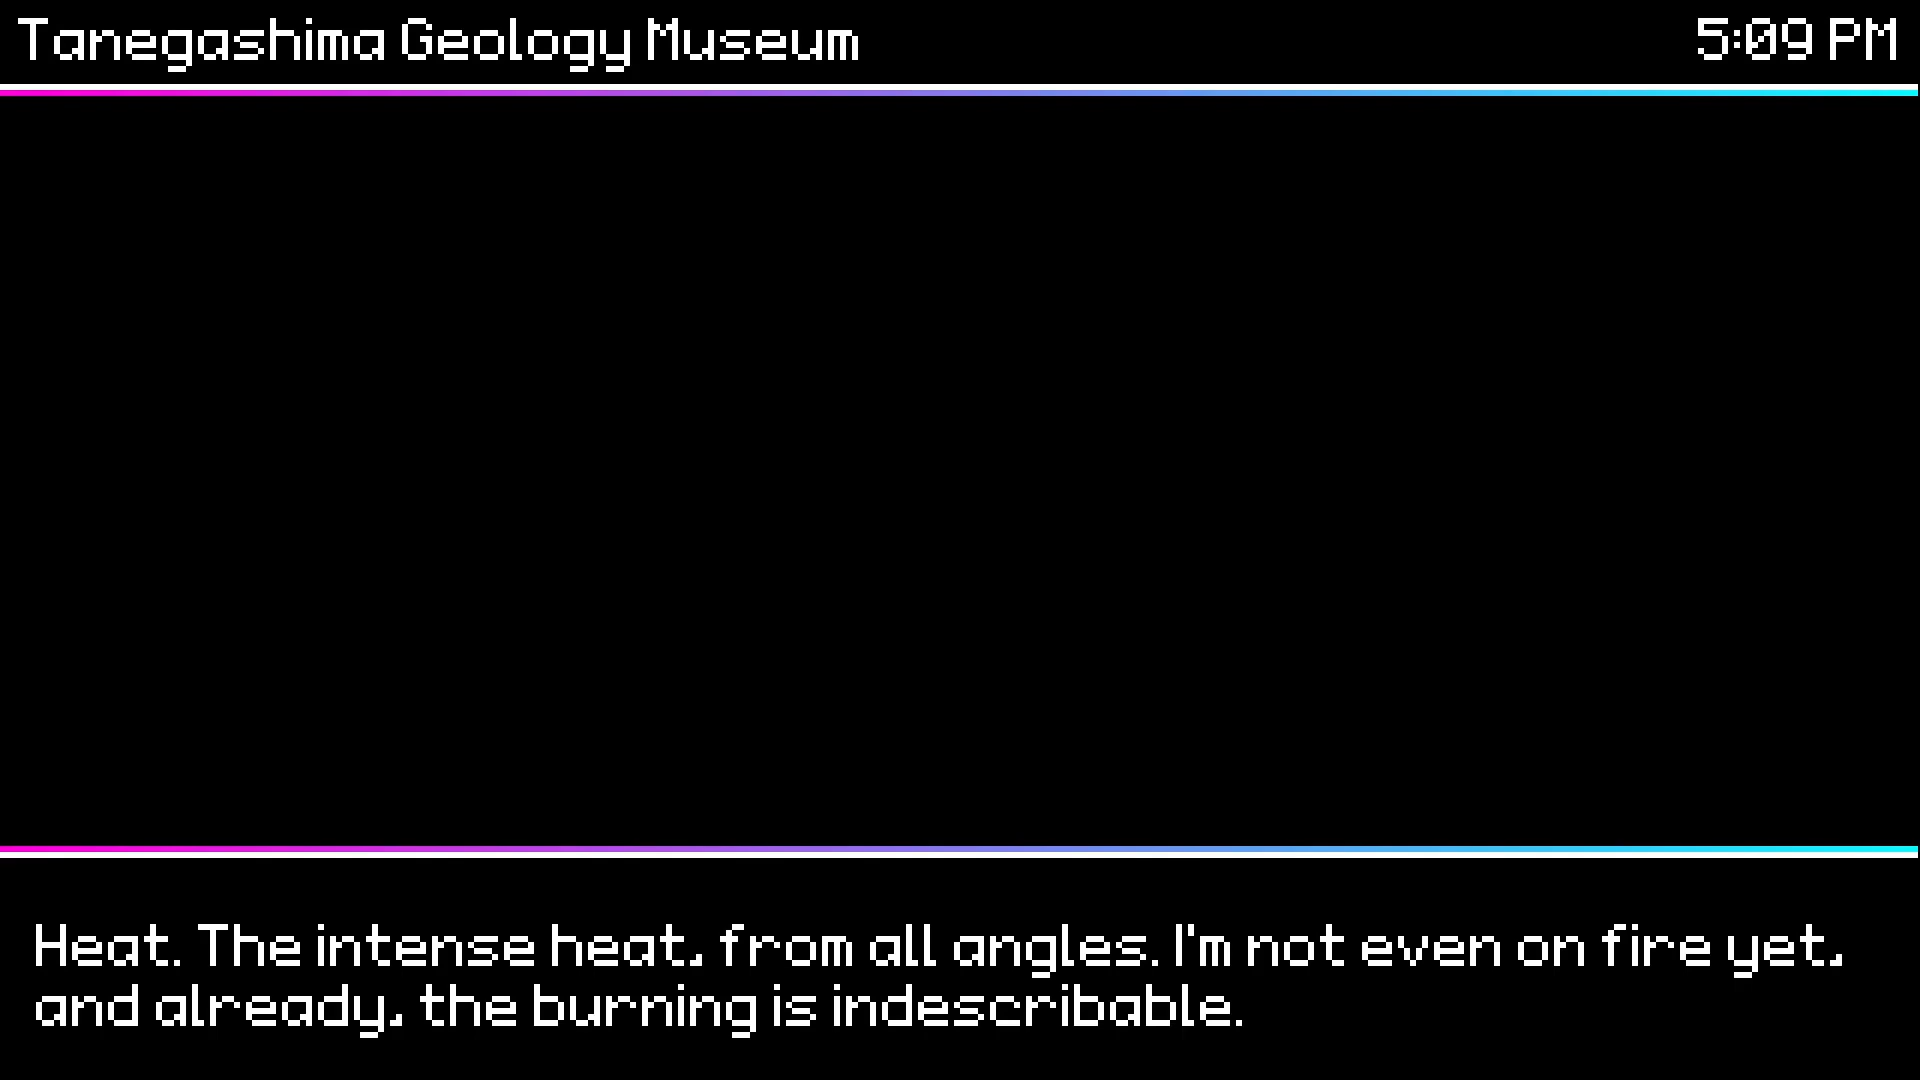 Tanegashima Geology Museum
5:09 PM
Heat. The intense heat, from all angles. I'm not even on fire yet,
and already, the burning is indescribable.